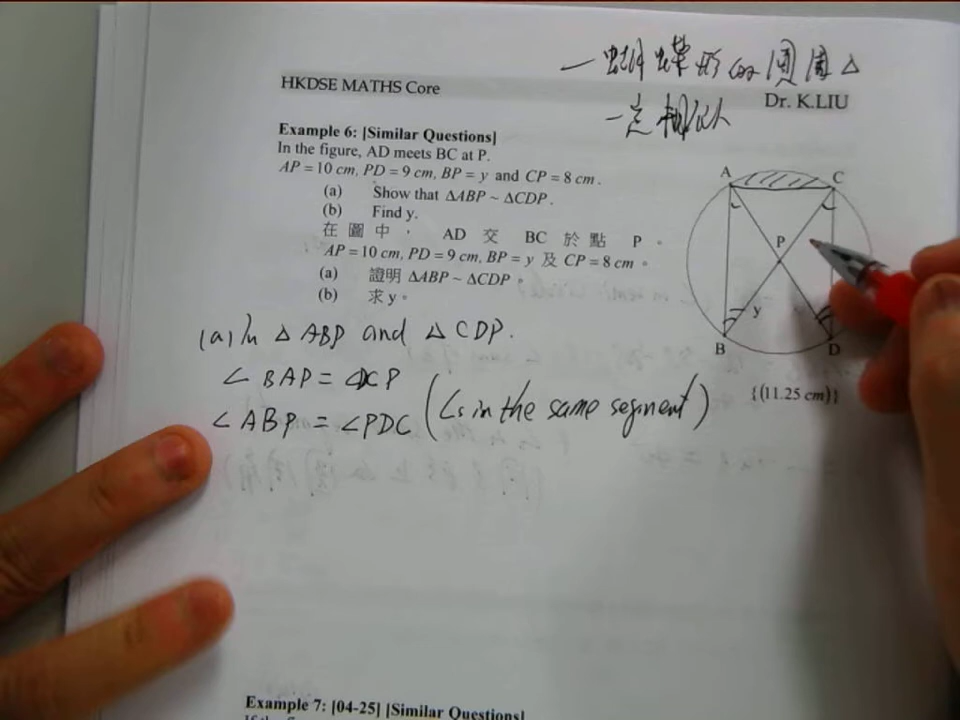 一蝴蝶形的圓周△
HKDSE MATHS Core
Dr. K.LIU
一定相似
Example 6: [Similar Questions]
In the figure, AD meets BC at P.
AP = 10 cm, PD = 9 cm, BP = y and CP = 8 cm.
(a) Show that ΔABP ~ ΔCDP.
(b) Find y.
在 圖 中 ， AD 交 BC 於 點 P 。
AP = 10 cm, PD = 9 cm, BP = y 及 CP = 8 cm。
(a) 證明 ΔABP ~ ΔCDP。
(b) 求 y。
A
C
P
y
B
D
{(11.25 cm)}
(a) In △ ABP and △ CDP.
∠BAP = ∠DCP
∠ABP = ∠PDC (∠s in the same segment)
Example 7: [04-25] [Similar Questions]